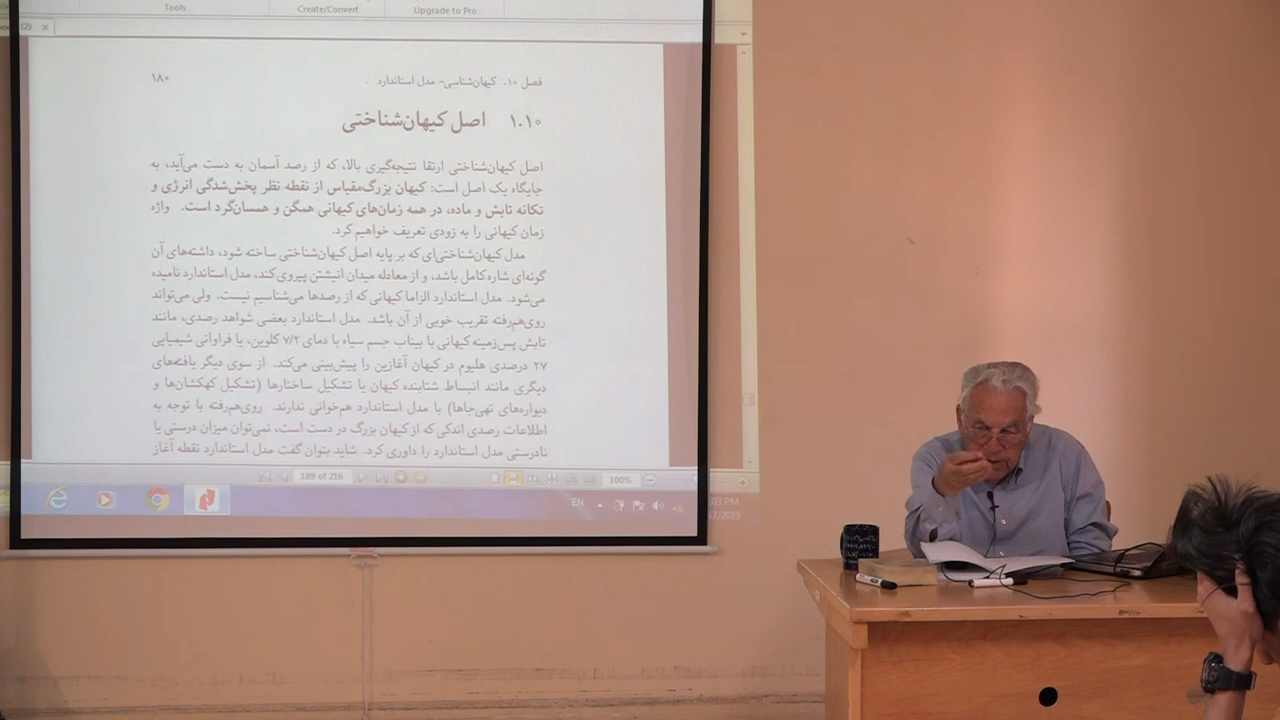 Tools
Create/Convert
Upgrade to Pro
فصل ۱۰. کیهان‌شناسی- مدل استاندارد
۱۸۰
۱.۱۰ اصل کیهان‌شناختی
اصل کیهان‌شناختی ارتقا نتیجه‌گیری بالا، که از رصد آسمان به دست می‌آید، به
جایگاه یک اصل است: کیهان بزرگ‌مقیاس از نقطه نظر پخش‌شدگی انرژی و
تکانه تابش و ماده، در همه زمان‌های کیهانی همگن و همسان‌گرد است. واژه
زمان کیهانی را به زودی تعریف خواهیم کرد.
مدل کیهان‌شناختی‌ای که بر پایه اصل کیهان‌شناختی ساخته شود، داشته‌های آن
گونه‌ای شاره کامل باشد، و از معادله میدان انیشتن پیروی کند، مدل استاندارد نامیده
می‌شود. مدل استاندارد الزاما کیهانی که از رصدها می‌شناسیم نیست. ولی می‌تواند
روی‌هم‌رفته تقریب خوبی از آن باشد. مدل استاندارد بعضی شواهد رصدی، مانند
تابش پس‌زمینه کیهانی با بیناب جسم سیاه با دمای ۷/۲ کلوین، یا فراوانی شیمیایی
۲۷ درصدی هلیوم در کیهان آغازین را پیش‌بینی می‌کند. از سوی دیگر یافته‌های
دیگری مانند انبساط شتابنده کیهان یا تشکیل ساختارها (تشکیل کهکشان‌ها و
دیواره‌های تهی‌جاها) با مدل استاندارد هم‌خوانی ندارند. روی‌هم‌رفته با توجه به
اطلاعات رصدی اندکی که از کیهان بزرگ در دست است، نمی‌توان میزان درستی یا
نادرستی مدل استاندارد را داوری کرد. شاید بتوان گفت مدل استاندارد نقطه آغاز
189 of 216
100%
EN
:03 PM
7/2019